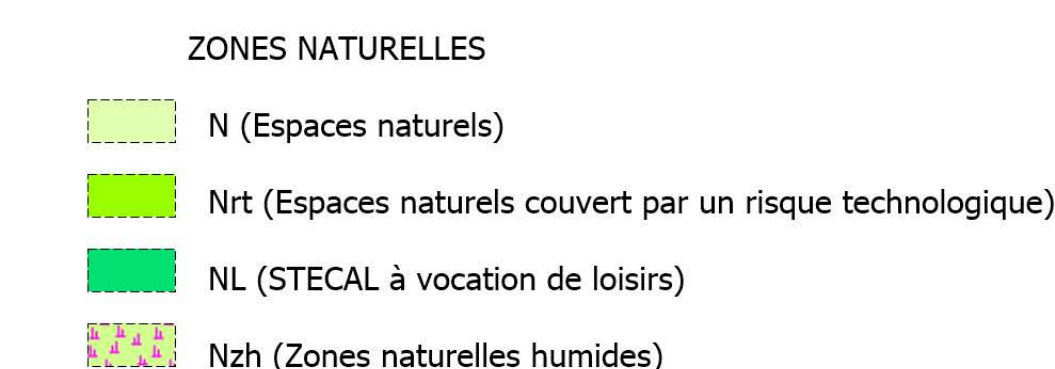 ZONES NATURELLES
N (Espaces naturels)
Nrt (Espaces naturels couvert par un risque technologique)
NL (STECAL à vocation de loisirs)
Nzh (Zones naturelles humides)